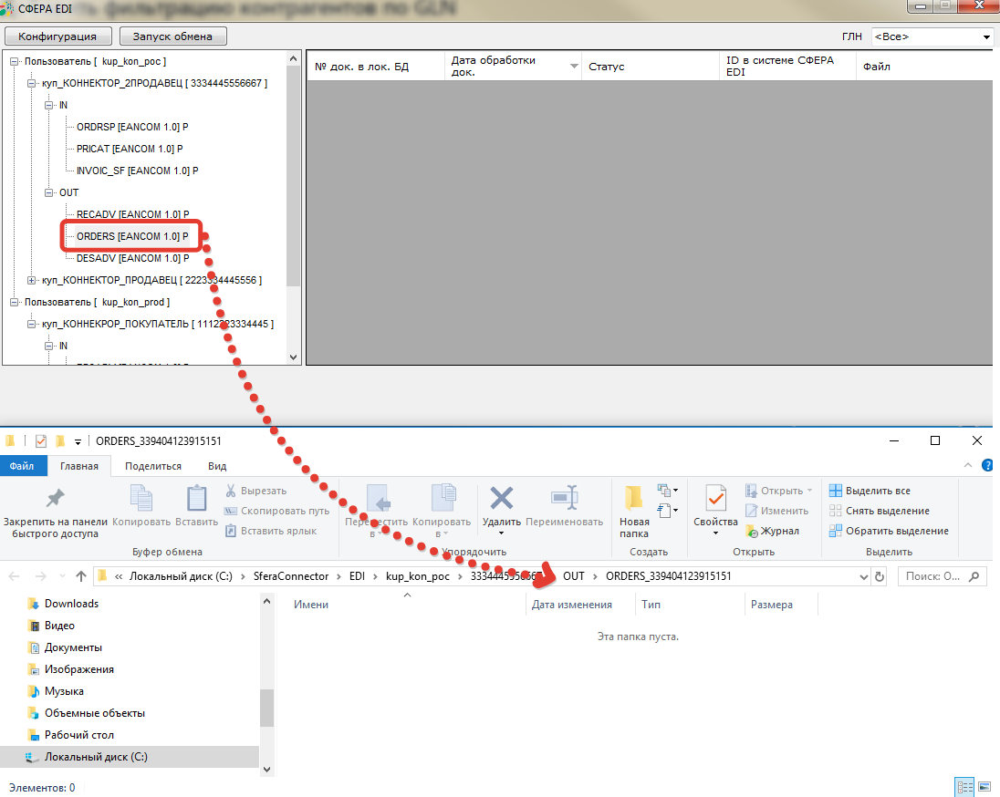 ть фильтрацию контрагентов по GLN
СФЕРА EDI
Конфигурация
Запуск обмена
ГЛН
<Все>
Пользователь [ kup_kon_poc ]
куп_КОННЕКТОР_2ПРОДАВЕЦ [ 3334445556667 ]
IN
ORDRSP [EANCOM 1.0] P
PRICAT [EANCOM 1.0] P
INVOIC_SF [EANCOM 1.0] P
OUT
RECADV [EANCOM 1.0] P
ORDERS [EANCOM 1.0] P
DESADV [EANCOM 1.0] P
куп_КОННЕКТОР_ПРОДАВЕЦ [ 2223334445556 ]
Пользователь [ kup_kon_prod ]
куп_КОННЕКРОР_ПОКУПАТЕЛЬ [ 1112223334445 ]
IN
№ док. в лок. БД
Дата обработки
док.
Статус
ID в системе СФЕРА
EDI
Файл
ORDERS_339404123915151
Файл
Главная
Поделиться
Вид
Закрепить на панели
быстрого доступа
Копировать
Вставить
Вырезать
Скопировать путь
Вставить ярлык
Буфер обмена
Переместить
в
Копировать
в
Удалить
Переименовать
Упорядочить
Новая
папка
Создать
Свойства
Открыть
Изменить
Журнал
Открыть
Выделить все
Снять выделение
Обратить выделение
Выделить
« Локальный диск (C:) > SferaConnector > EDI > kup_kon_poc > 3334445556667 > OUT > ORDERS_339404123915151
Поиск: О...
Downloads
Видео
Документы
Изображения
Музыка
Объемные объекты
Рабочий стол
Локальный диск (C:)
Имени
Дата изменения
Тип
Размера
Эта папка пуста.
Элементов: 0